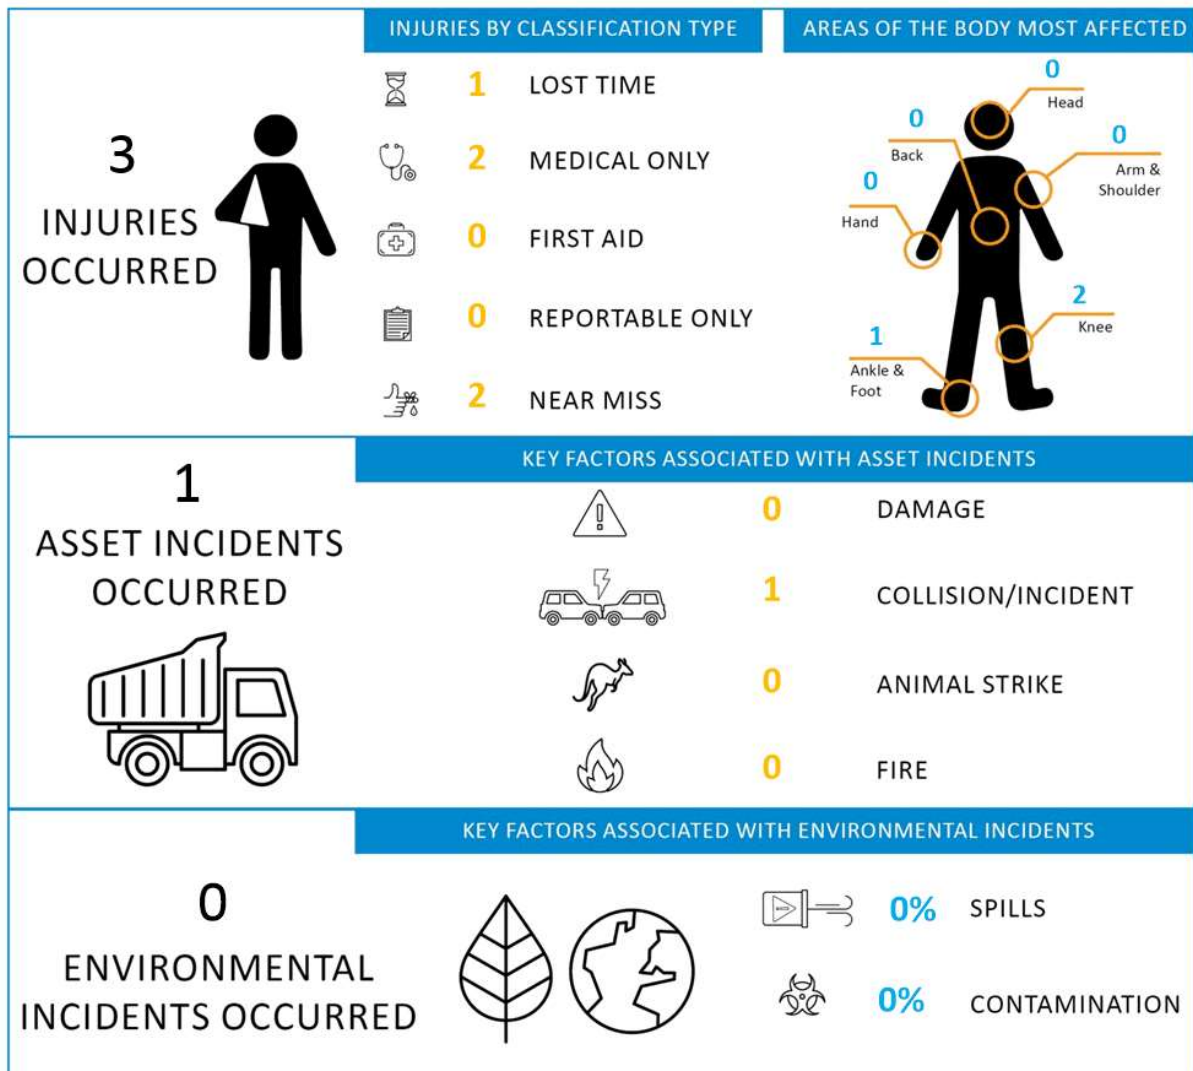 3
INJURIES
OCCURRED
INJURIES BY CLASSIFICATION TYPE
1 LOST TIME
2 MEDICAL ONLY
0 FIRST AID
0 REPORTABLE ONLY
2 NEAR MISS
AREAS OF THE BODY MOST AFFECTED
0
Head
0
Back
0
Arm &
Shoulder
0
Hand
2
Knee
1
Ankle &
Foot
1
ASSET INCIDENTS
OCCURRED
KEY FACTORS ASSOCIATED WITH ASSET INCIDENTS
0 DAMAGE
1 COLLISION/INCIDENT
0 ANIMAL STRIKE
0 FIRE
0
ENVIRONMENTAL
INCIDENTS OCCURRED
KEY FACTORS ASSOCIATED WITH ENVIRONMENTAL INCIDENTS
0% SPILLS
0% CONTAMINATION